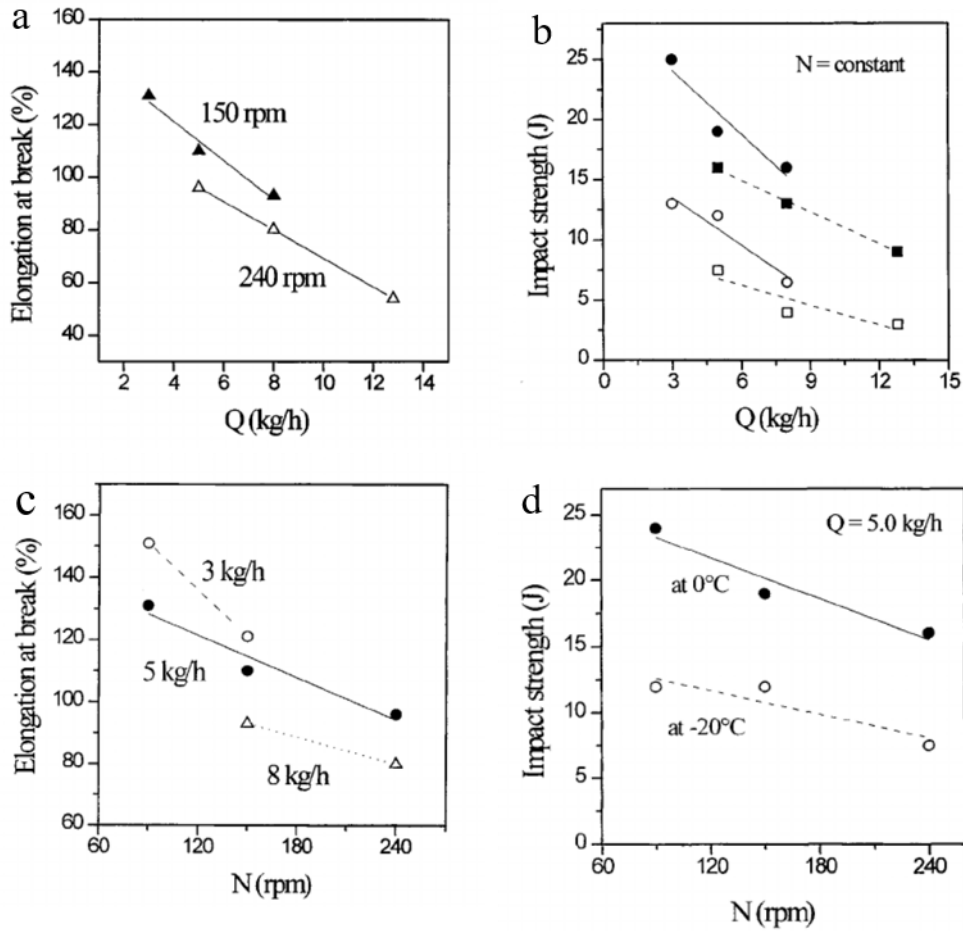 a
160
140
120
100
80
60
40
Elongation at break (%)
150 rpm
240 rpm
2 4 6 8 10 12 14
Q (kg/h)
b
25
20
15
10
5
0
Impact strength (J)
N = constant
0 3 6 9 12 15
Q (kg/h)
c
160
140
120
100
80
60
Elongation at break (%)
3 kg/h
5 kg/h
8 kg/h
60 120 180 240
N (rpm)
d
25
20
15
10
5
0
Impact strength (J)
Q = 5.0 kg/h
at 0°C
at -20°C
60 120 180 240
N (rpm)